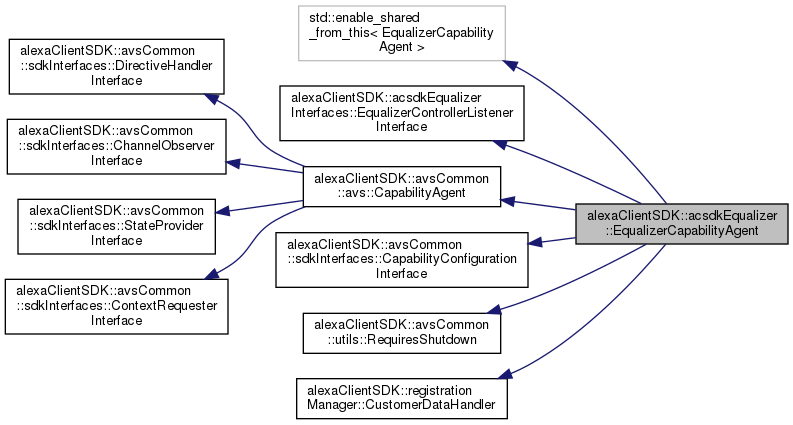 std::enable_shared
_from_this< EqualizerCapability
Agent >
alexaClientSDK::avsCommon
::sdkInterfaces::DirectiveHandler
Interface
alexaClientSDK::acsdkEqualizer
Interfaces::EqualizerControllerListener
Interface
alexaClientSDK::avsCommon
::sdkInterfaces::ChannelObserver
Interface
alexaClientSDK::avsCommon
::avs::CapabilityAgent
alexaClientSDK::avsCommon
::sdkInterfaces::StateProvider
Interface
alexaClientSDK::acsdkEqualizer
::EqualizerCapabilityAgent
alexaClientSDK::avsCommon
::sdkInterfaces::CapabilityConfiguration
Interface
alexaClientSDK::avsCommon
::sdkInterfaces::ContextRequester
Interface
alexaClientSDK::avsCommon
::utils::RequiresShutdown
alexaClientSDK::registration
Manager::CustomerDataHandler